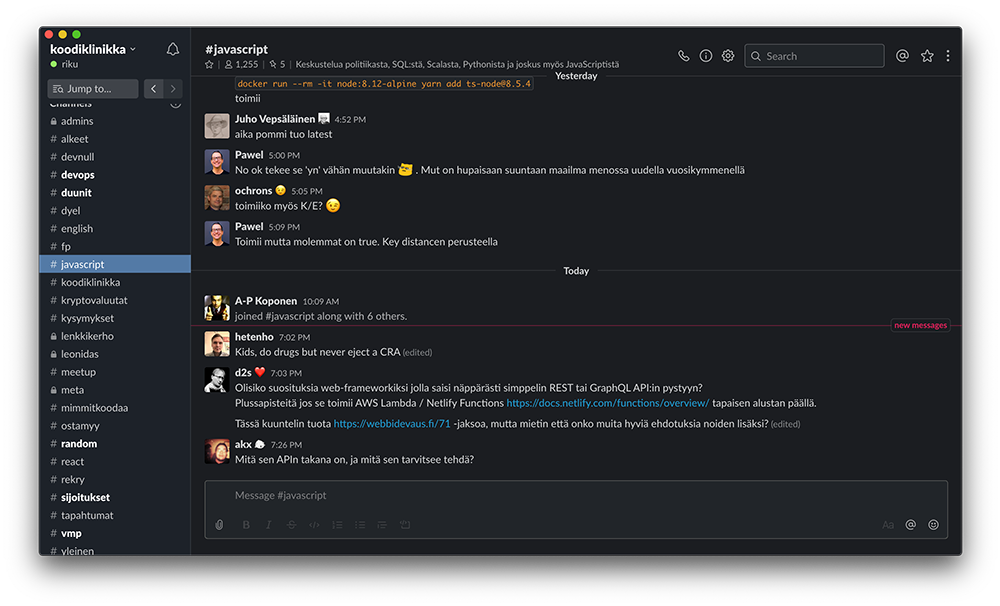 koodiklinikka
riku
Jump to...
Channels
admins
# alkeet
# devnull
# devops
# duunit
# dyel
# english
# fp
# javascript
# koodiklinikka
# kryptovaluutat
# kysymykset
lenkkikerho
leonidas
# meetup
meta
# mimmitkoodaa
# ostamyy
# random
# react
# rekry
# sijoitukset
# tapahtumat
# vmp
# yleinen
#javascript
1,255 | 5 | Keskustelua politiikasta, SQL:stä, Scalasta, Pythonista ja joskus myös JavaScriptistä
Search
Yesterday
docker run --rm -it node:8.12-alpine yarn add ts-node@8.5.4
toimii
Juho Vepsäläinen 4:52 PM
aika pommi tuo latest
Pawel 5:00 PM
No ok tekee se 'yn' vähän muutakin . Mut on hupaisaan suuntaan maailma menossa uudella vuosikymmenellä
ochrons 5:05 PM
toimiiko myös K/E?
Pawel 5:09 PM
Toimii mutta molemmat on true. Key distancen perusteella
Today
A-P Koponen 10:09 AM
joined #javascript along with 6 others.
new messages
hetenho 7:02 PM
Kids, do drugs but never eject a CRA (edited)
d2s 7:03 PM
Olisiko suosituksia web-frameworkiksi jolla saisi näppärästi simppelin REST tai GraphQL API:n pystyyn?
Plussapisteitä jos se toimii AWS Lambda / Netlify Functions https://docs.netlify.com/functions/overview/ tapaisen alustan päällä.
Tässä kuuntelin tuota https://webbidevaus.fi/71 -jaksoa, mutta mietin että onko muita hyviä ehdotuksia noiden lisäksi? (edited)
akx 7:26 PM
Mitä sen APIn takana on, ja mitä sen tarvitsee tehdä?
Message #javascript
B I S </> Aa @